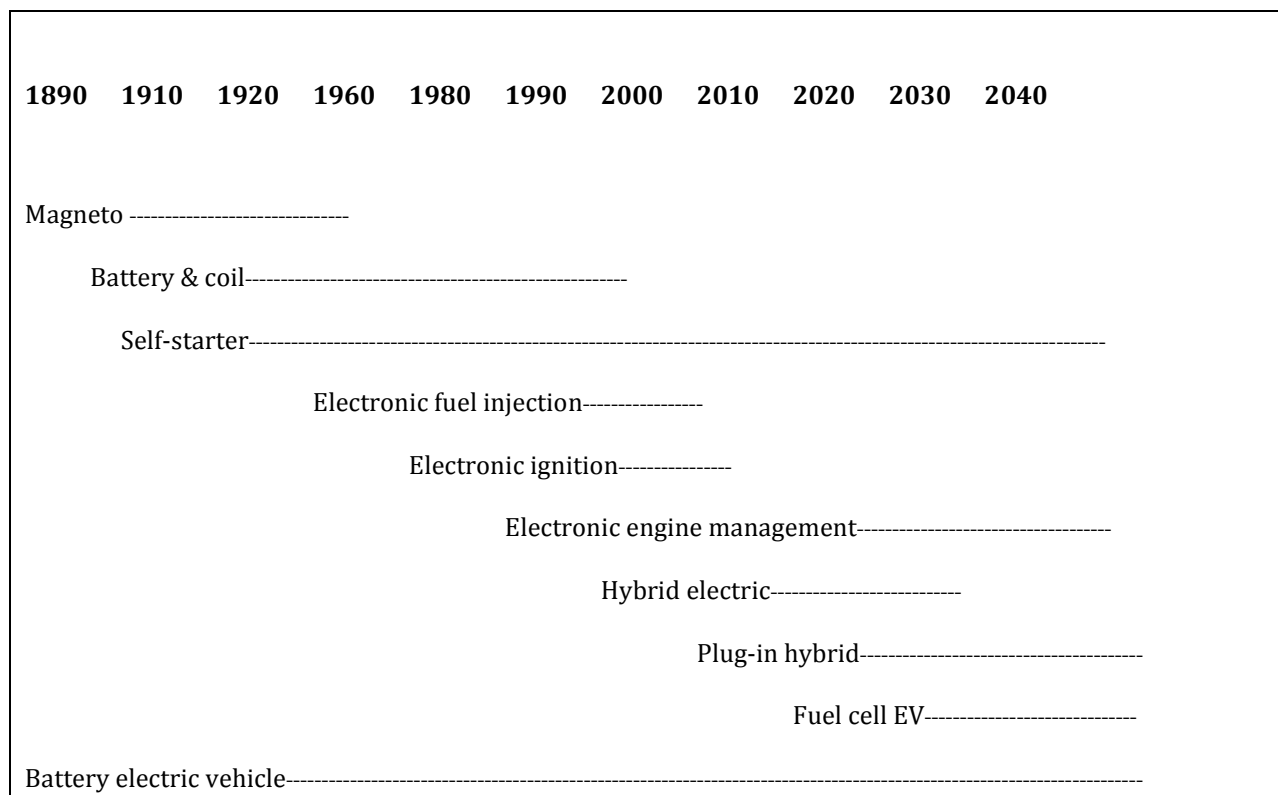 1890 1910 1920 1960 1980 1990 2000 2010 2020 2030 2040
Magneto -------------------------------
Battery & coil------------------------------------------------------
Self-starter-------------------------------------------------------------------------------------------------------------------------
Electronic fuel injection-----------------
Electronic ignition----------------
Electronic engine management------------------------------------
Hybrid electric---------------------------
Plug-in hybrid----------------------------------------
Fuel cell EV------------------------------
Battery electric vehicle-------------------------------------------------------------------------------------------------------------------------